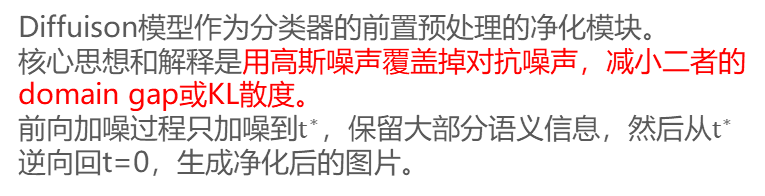 Diffuison模型作为分类器的前置预处理的净化模块。
核心思想和解释是用高斯噪声覆盖掉对抗噪声，减小二者的
domain gap或KL散度。
前向加噪过程只加噪到t*，保留大部分语义信息，然后从t*
逆向回t=0，生成净化后的图片。